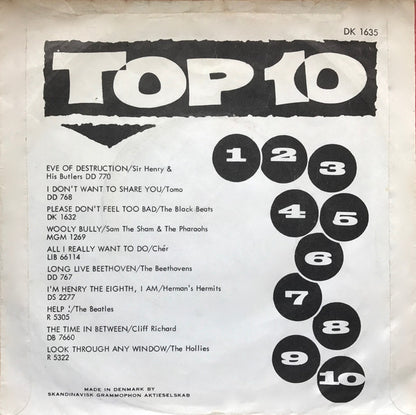 DK 1635
TOP 10
EVE OF DESTRUCTION/Sir Henry &
His Butlers DD 770
I DON'T WANT TO SHARE YOU/Tomo
DD 768
PLEASE DON'T FEEL TOO BAD/The Black Beats
DK 1632
WOOLY BULLY/Sam The Sham & The Pharaohs
MGM 1269
ALL I REALLY WANT TO DO/Chér
LIB 66114
LONG LIVE BEETHOVEN/The Beethovens
DD 767
I'M HENRY THE EIGHTH, I AM/Herman's Hermits
DS 2277
HELP !/The Beatles
R 5305
THE TIME IN BETWEEN/Cliff Richard
DB 7660
LOOK THROUGH ANY WINDOW/The Hollies
R 5322
1 2 3
4 5
6
7
8
9 10
MADE IN DENMARK BY
SKANDINAVISK GRAMMOPHON AKTIESELSKAB